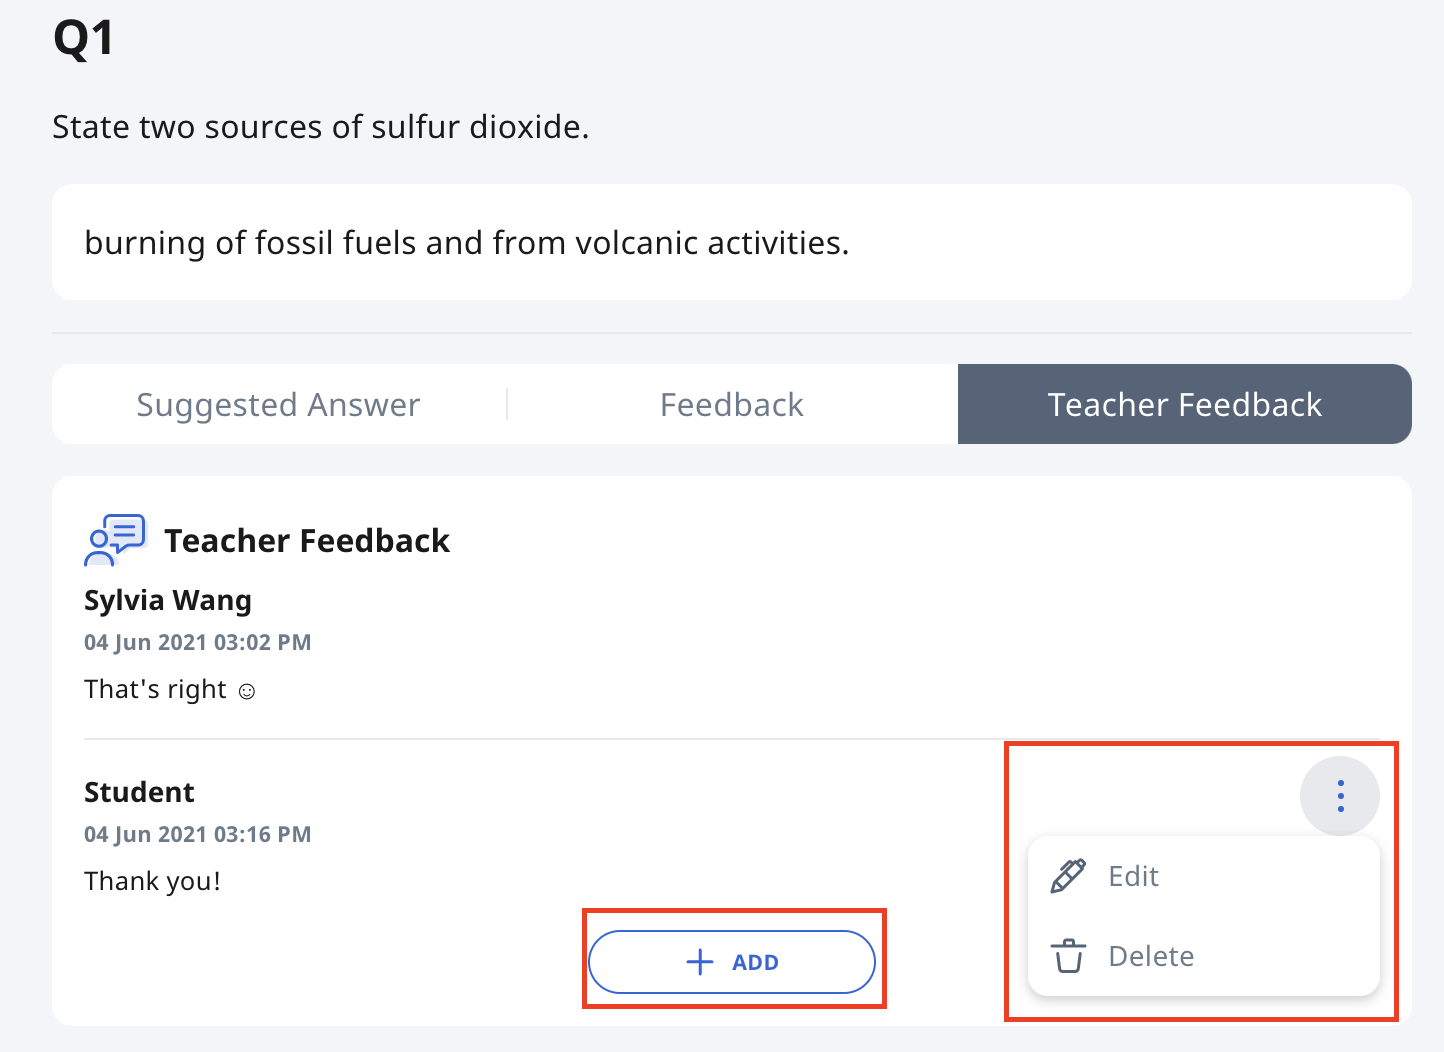 Q1
State two sources of sulfur dioxide.
burning of fossil fuels and from volcanic activities.
Suggested Answer
Feedback
Teacher Feedback
Teacher Feedback
Sylvia Wang
04 Jun 2021 03:02 PM
That's right ☺
Student
04 Jun 2021 03:16 PM
Thank you!
Edit
Delete
ADD